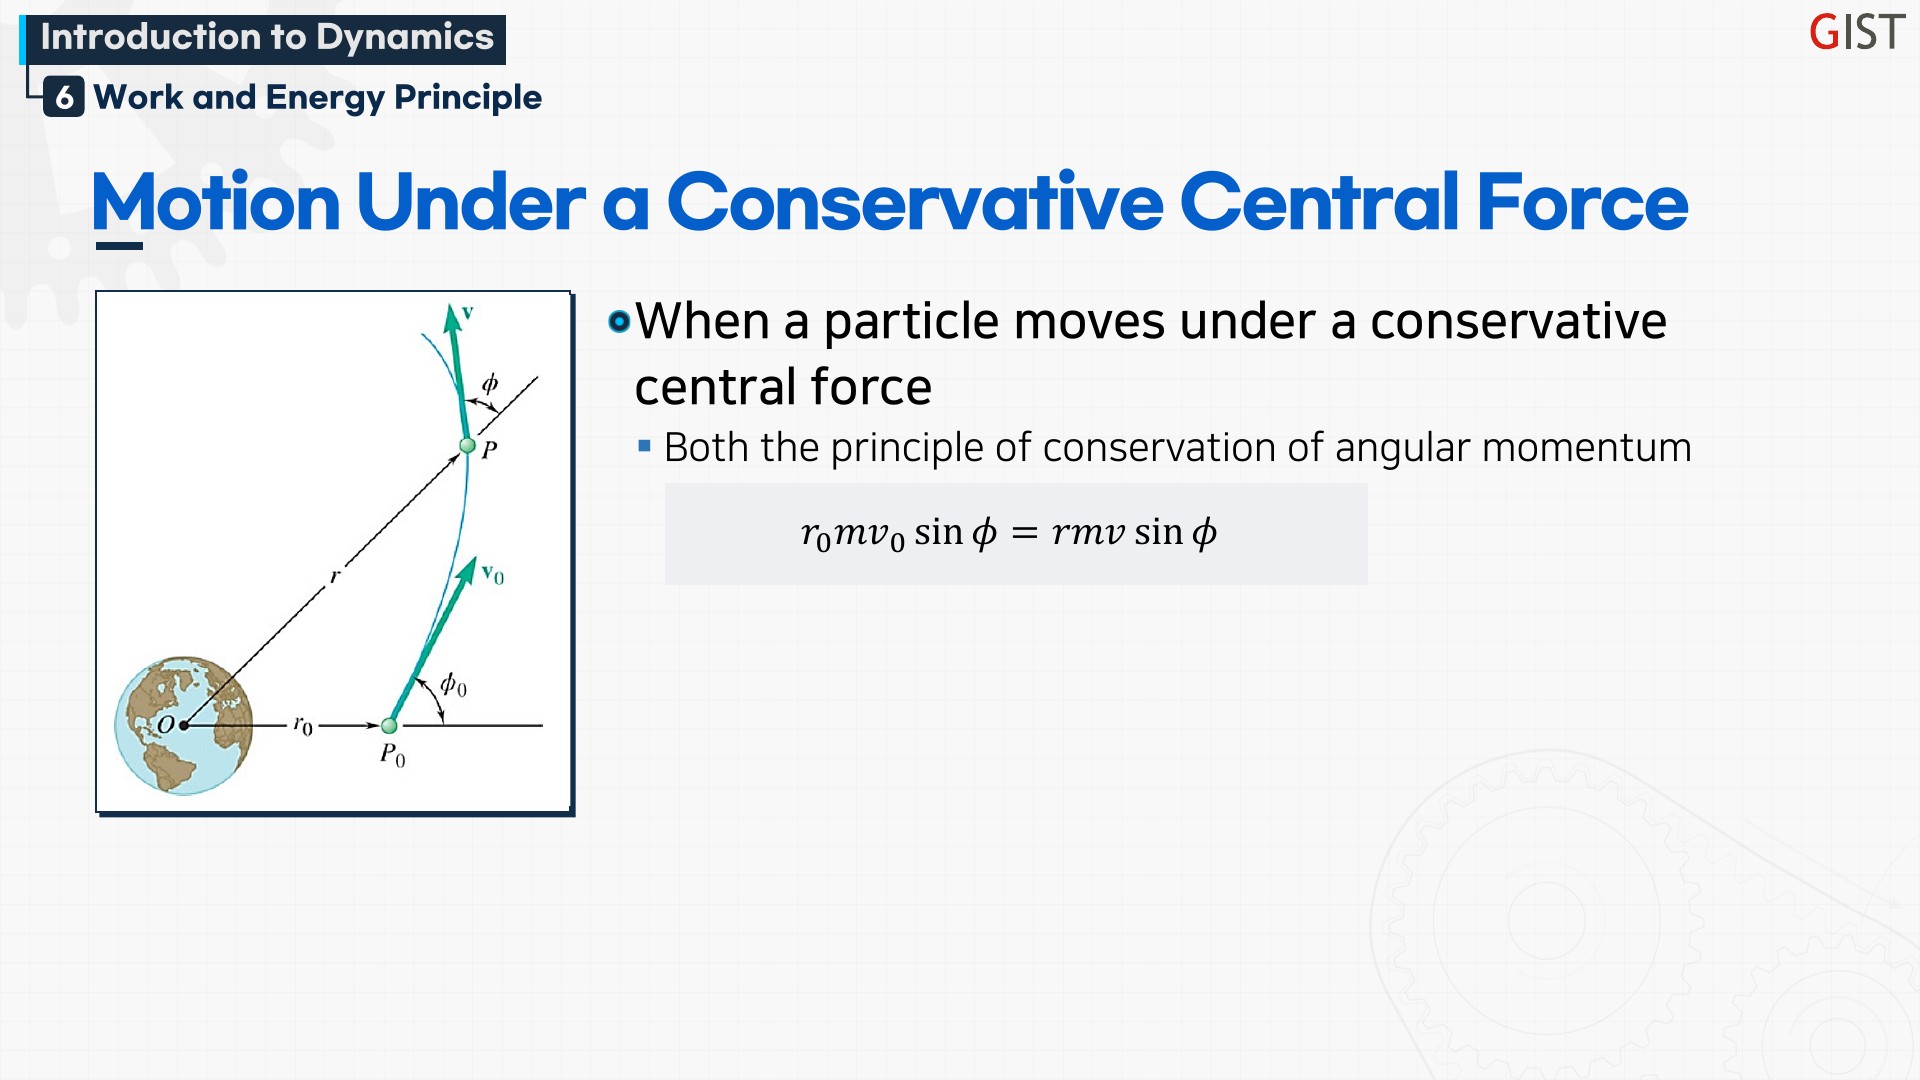 Introduction to Dynamics
GIST
6 Work and Energy Principle
Motion Under a Conservative Central Force
When a particle moves under a conservative
central force
Both the principle of conservation of angular momentum
r₀mv₀ sin ϕ = rmv sin ϕ
v
ϕ
P
r
v₀
ϕ₀
O
r₀
P₀